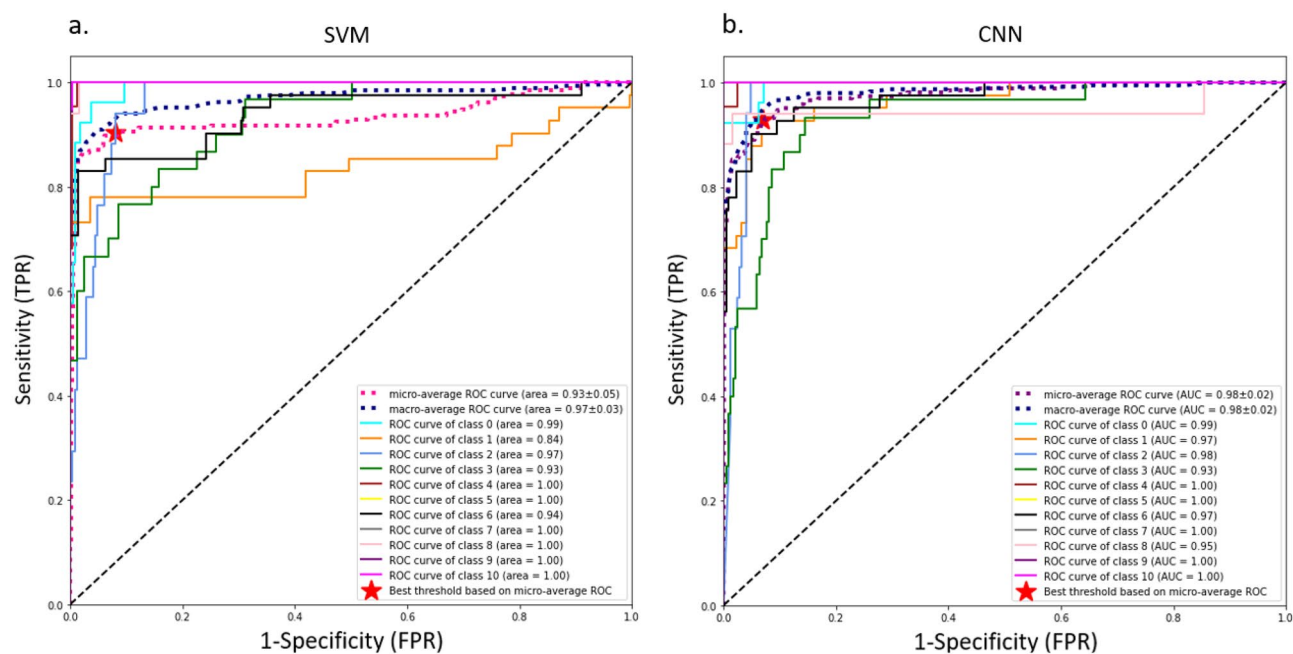 a.
SVM
1.0
0.8
0.6
0.4
0.2
0.0
Sensitivity (TPR)
micro-average ROC curve (area = 0.93±0.05)
macro-average ROC curve (area = 0.97±0.03)
ROC curve of class 0 (area = 0.99)
ROC curve of class 1 (area = 0.84)
ROC curve of class 2 (area = 0.97)
ROC curve of class 3 (area = 0.93)
ROC curve of class 4 (area = 1.00)
ROC curve of class 5 (area = 1.00)
ROC curve of class 6 (area = 0.94)
ROC curve of class 7 (area = 1.00)
ROC curve of class 8 (area = 1.00)
ROC curve of class 9 (area = 1.00)
ROC curve of class 10 (area = 1.00)
Best threshold based on micro-average ROC
0.0 0.2 0.4 0.6 0.8 1.0
1-Specificity (FPR)
b.
CNN
1.0
0.8
0.6
0.4
0.2
0.0
Sensitivity (TPR)
micro-average ROC curve (AUC = 0.98±0.02)
macro-average ROC curve (AUC = 0.98±0.02)
ROC curve of class 0 (AUC = 0.99)
ROC curve of class 1 (AUC = 0.97)
ROC curve of class 2 (AUC = 0.98)
ROC curve of class 3 (AUC = 0.93)
ROC curve of class 4 (AUC = 1.00)
ROC curve of class 5 (AUC = 1.00)
ROC curve of class 6 (AUC = 0.97)
ROC curve of class 7 (AUC = 1.00)
ROC curve of class 8 (AUC = 0.95)
ROC curve of class 9 (AUC = 1.00)
ROC curve of class 10 (AUC = 1.00)
Best threshold based on micro-average ROC
0.0 0.2 0.4 0.6 0.8 1.0
1-Specificity (FPR)